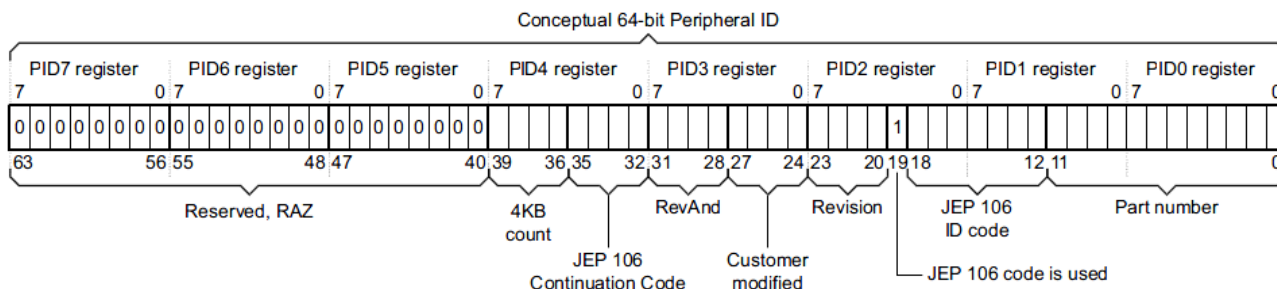 Conceptual 64-bit Peripheral ID
PID7 register PID6 register PID5 register PID4 register PID3 register PID2 register PID1 register PID0 register
7 0 7 0 7 0 7 0 7 0 7 0 7 0 7 0
0 0 0 0 0 0 0 0 0 0 0 0 0 0 0 0 0 0 0 0 0 0 0 0 1
63 56 55 48 47 40 39 36 35 32 31 28 27 24 23 20 19 18 12 11 0
Reserved, RAZ 4KB RevAnd Revision JEP 106 Part number
count ID code
JEP 106 Customer JEP 106 code is used
Continuation Code modified